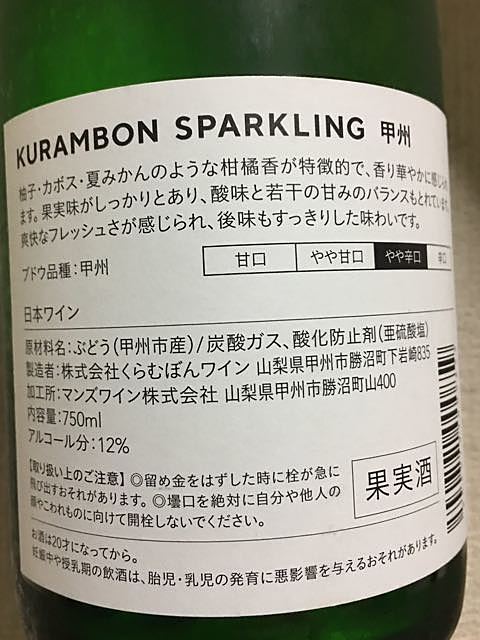 KURAMBON SPARKLING 甲州
柚子・カボス・夏みかんのような柑橘香が特徴的で、香り華やかに感じ
ます。果実味がしっかりとあり、酸味と若干の甘みのバランスもとれています。
爽快なフレッシュさが感じられ、後味もすっきりした味わいです。
ブドウ品種：甲州 甘口 やや甘口 やや辛口 辛口
日本ワイン
原材料名：ぶどう（甲州市産）/炭酸ガス、酸化防止剤（亜硫酸塩）
製造者：株式会社くらむぼんワイン 山梨県甲州市勝沼町下岩崎835
加工所：マンズワイン株式会社 山梨県甲州市勝沼町山400
内容量：750ml
アルコール分：12%
【取り扱い上のご注意】◎留め金をはずした時に栓が急に
飛び出すおそれがあります。◎壜口を絶対に自分や他人の
顔やこわれものに向けて開栓しないでください。
果実酒
お酒は20才になってから。
妊娠中や授乳期の飲酒は、胎児・乳児の発育に悪影響を与えるおそれがあります。